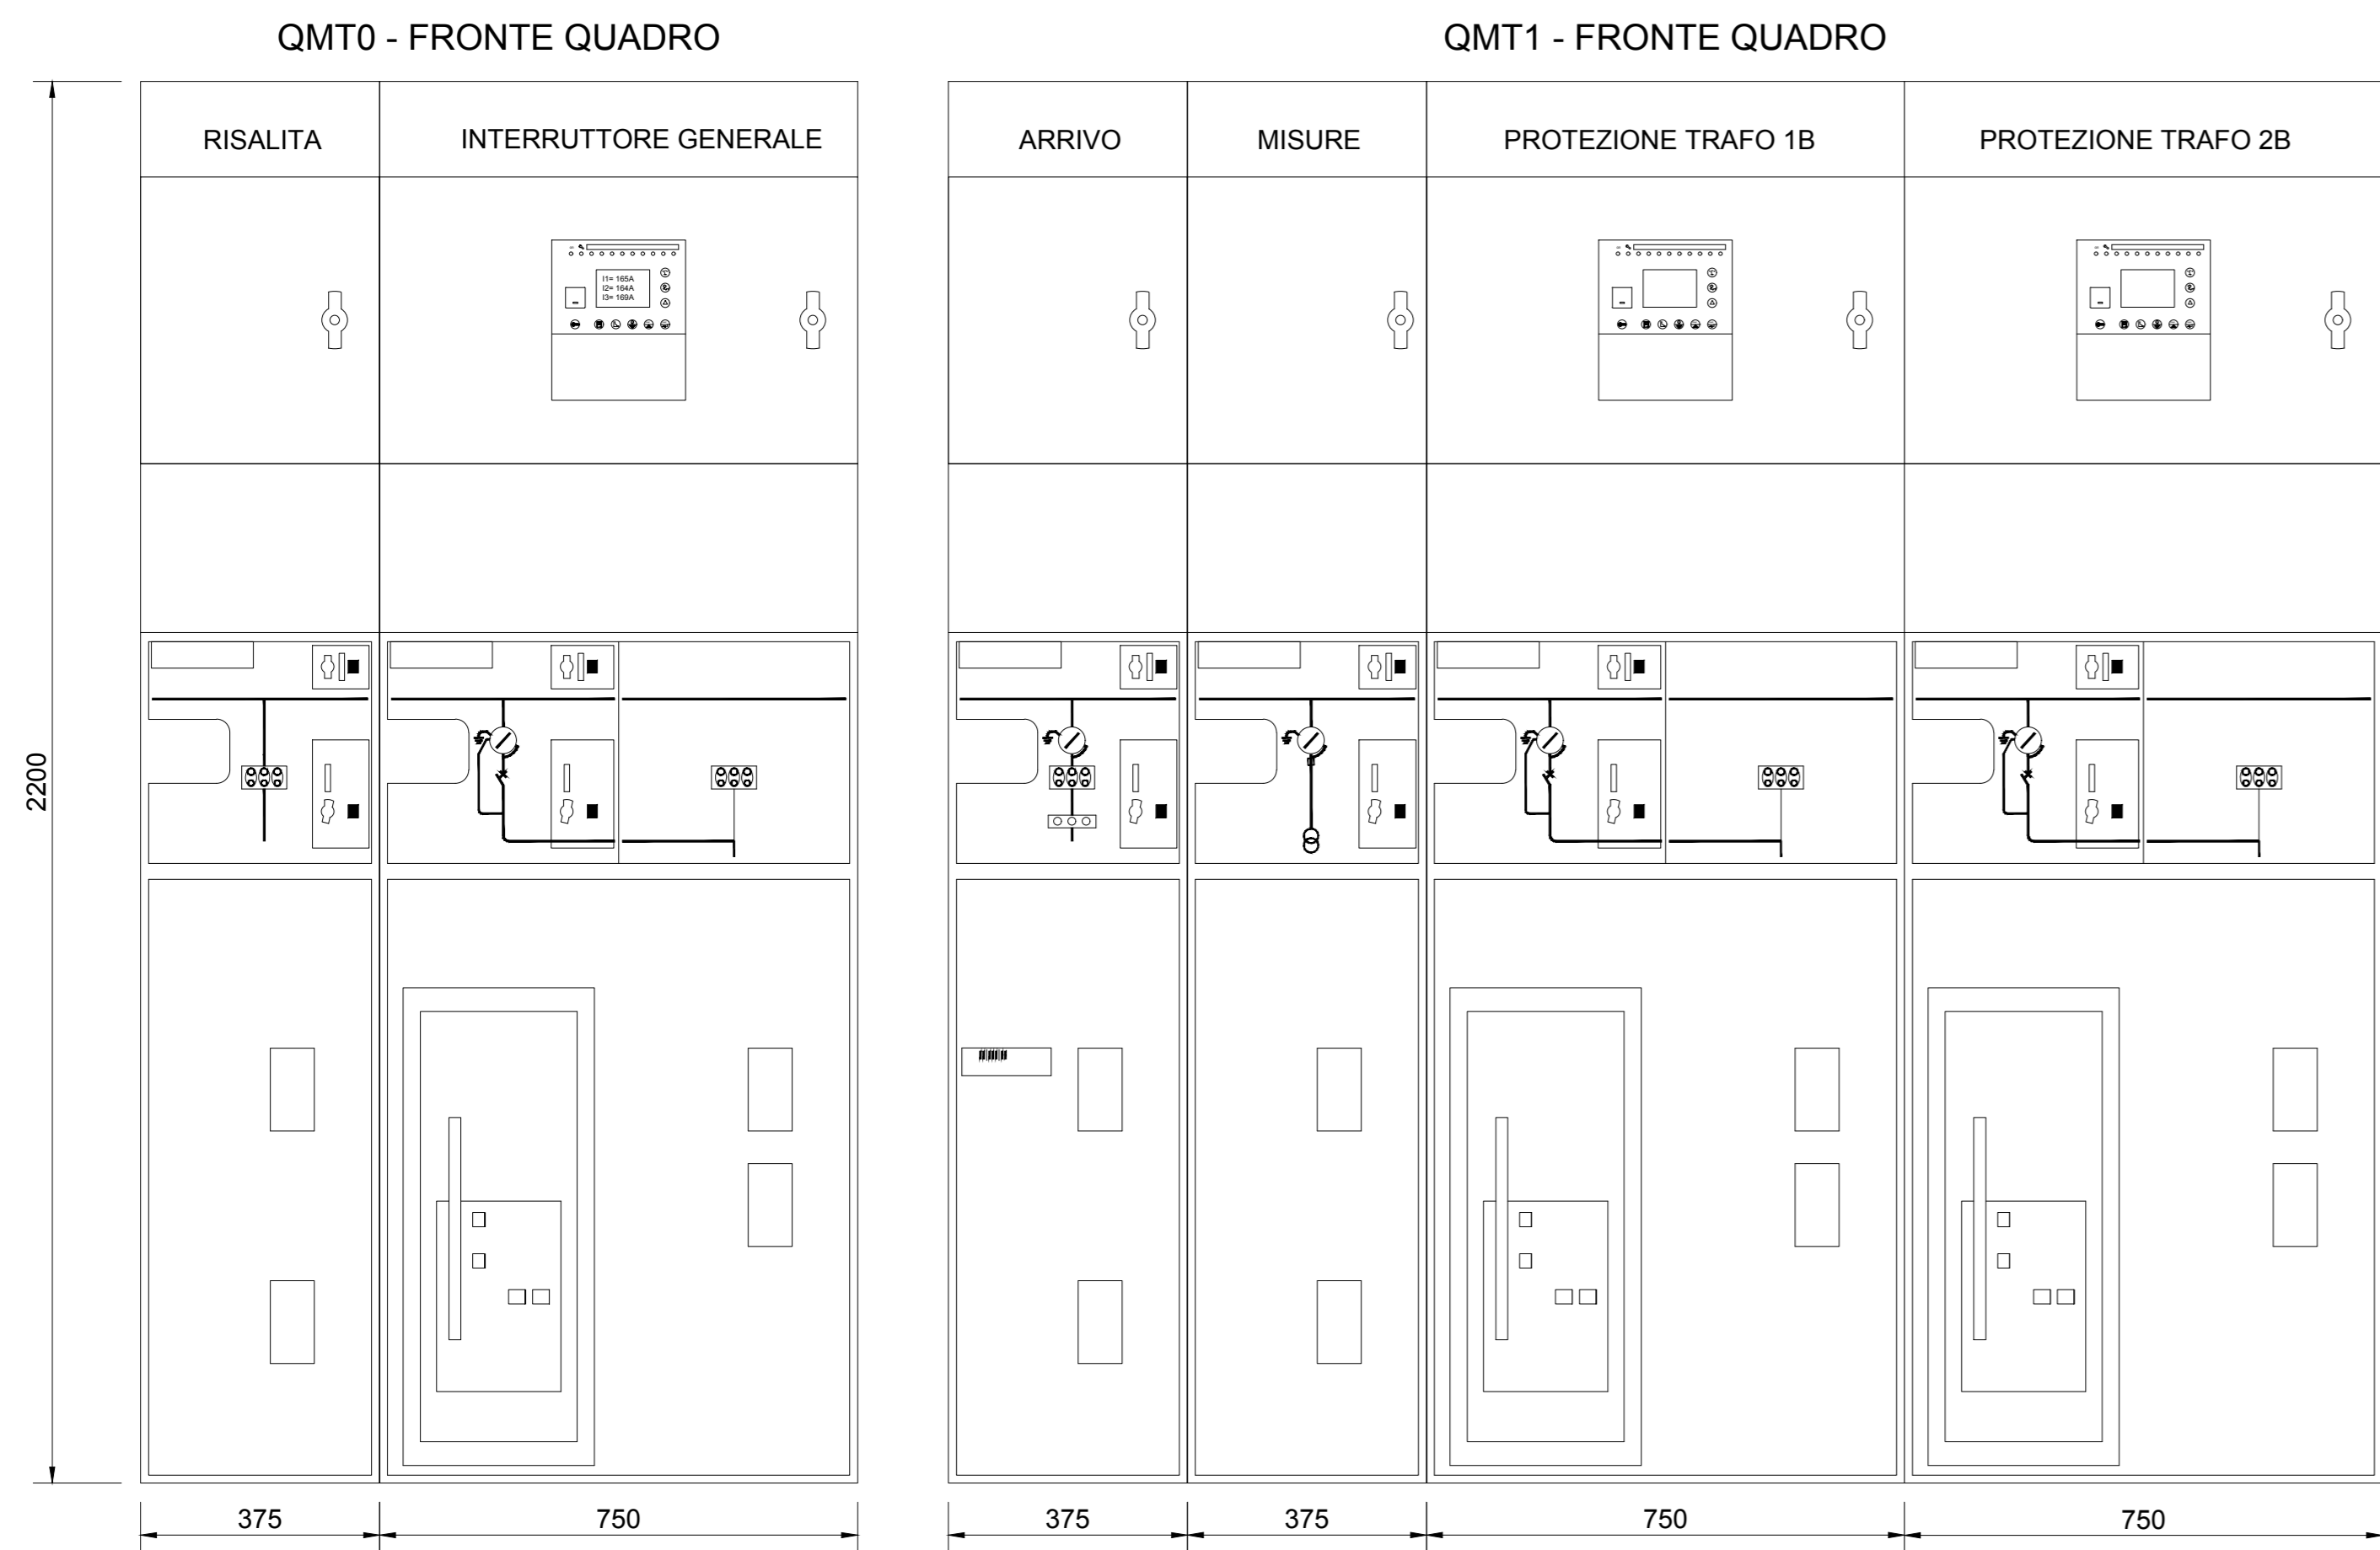 QMT0 - FRONTE QUADRO
QMT1 - FRONTE QUADRO
RISALITA
INTERRUTTORE GENERALE
ARRIVO
MISURE
PROTEZIONE TRAFO 1B
PROTEZIONE TRAFO 2B
I1= 165A
I2= 164A
I3= 169A
2200
375
750
375
375
750
750